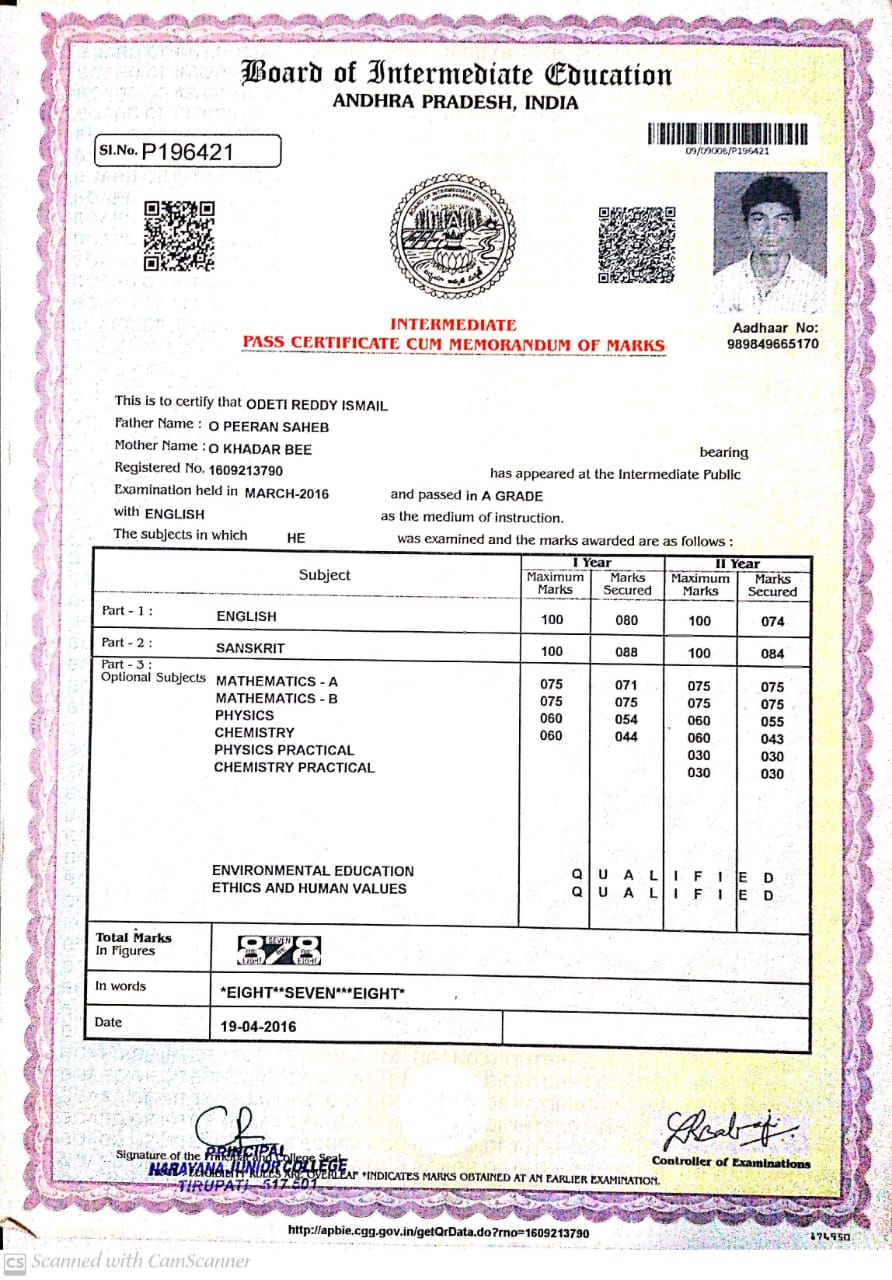 Board of Intermediate Education
ANDHRA PRADESH, INDIA
Sl.No. P196421
09/09006/P196421
Aadhaar No:
989849665170
INTERMEDIATE
PASS CERTIFICATE CUM MEMORANDUM OF MARKS
This is to certify that ODETI REDDY ISMAIL
Father Name : O PEERAN SAHEB
Mother Name : O KHADAR BEE bearing
Registered No. 1609213790 has appeared at the Intermediate Public
Examination held in MARCH-2016 and passed in A GRADE
with ENGLISH as the medium of instruction.
The subjects in which HE was examined and the marks awarded are as follows :
Subject I Year II Year
Maximum Marks Marks Secured Maximum Marks Marks Secured
Part - 1 : ENGLISH 100 080 100 074
Part - 2 : SANSKRIT 100 088 100 084
Part - 3 :
Optional Subjects MATHEMATICS - A 075 071 075 075
MATHEMATICS - B 075 075 075 075
PHYSICS 060 054 060 055
CHEMISTRY 060 044 060 043
PHYSICS PRACTICAL 030 030
CHEMISTRY PRACTICAL 030 030
ENVIRONMENTAL EDUCATION Q U A L I F I E D
ETHICS AND HUMAN VALUES Q U A L I F I E D
Total Marks
In Figures 878
In words *EIGHT**SEVEN***EIGHT*
Date 19-04-2016
Signature of the Principal and College Seal
PRINCIPAL
NARAYANA JUNIOR COLLEGE
TIRUPATI - 517 501
Controller of Examinations
RULES ARE OVERLEAF *INDICATES MARKS OBTAINED AT AN EARLIER EXAMINATION.
http://apbie.cgg.gov.in/getQrData.do?rno=1609213790
CS Scanned with CamScanner